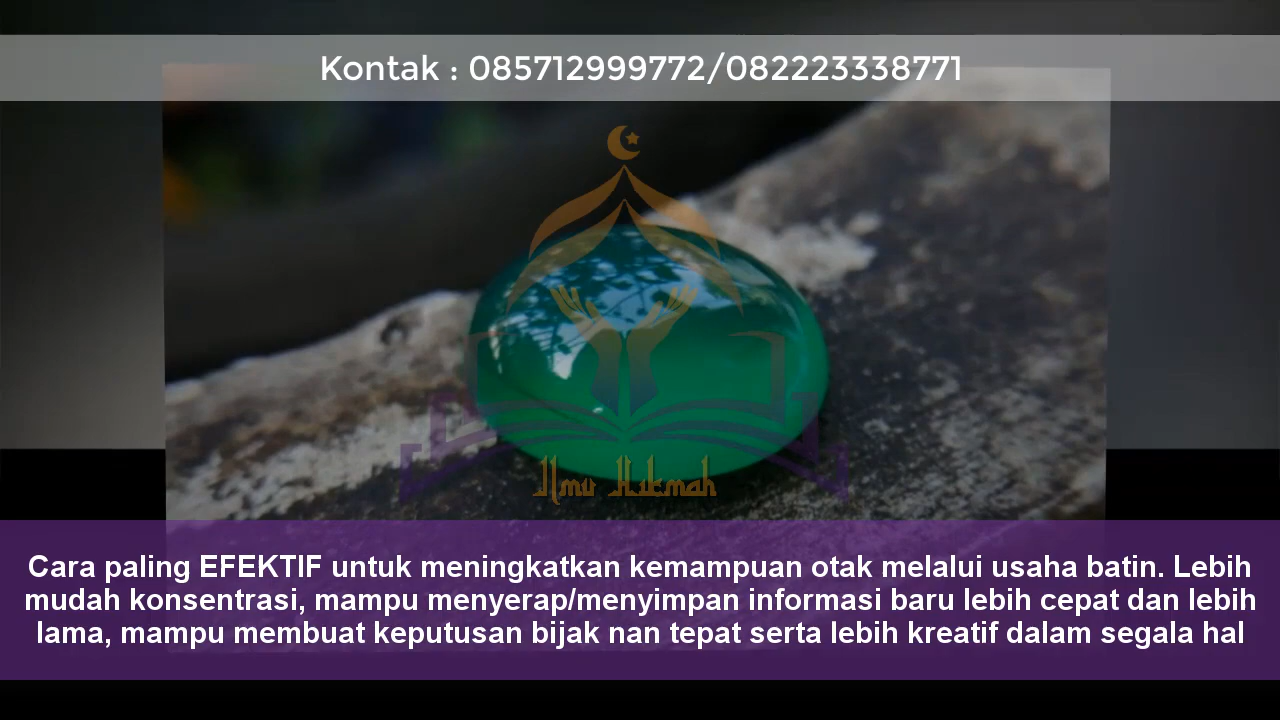 Kontak : 085712999772/082223338771
Ilmu Hikmah
Cara paling EFEKTIF untuk meningkatkan kemampuan otak melalui usaha batin. Lebih
mudah konsentrasi, mampu menyerap/menyimpan informasi baru lebih cepat dan lebih
lama, mampu membuat keputusan bijak nan tepat serta lebih kreatif dalam segala hal